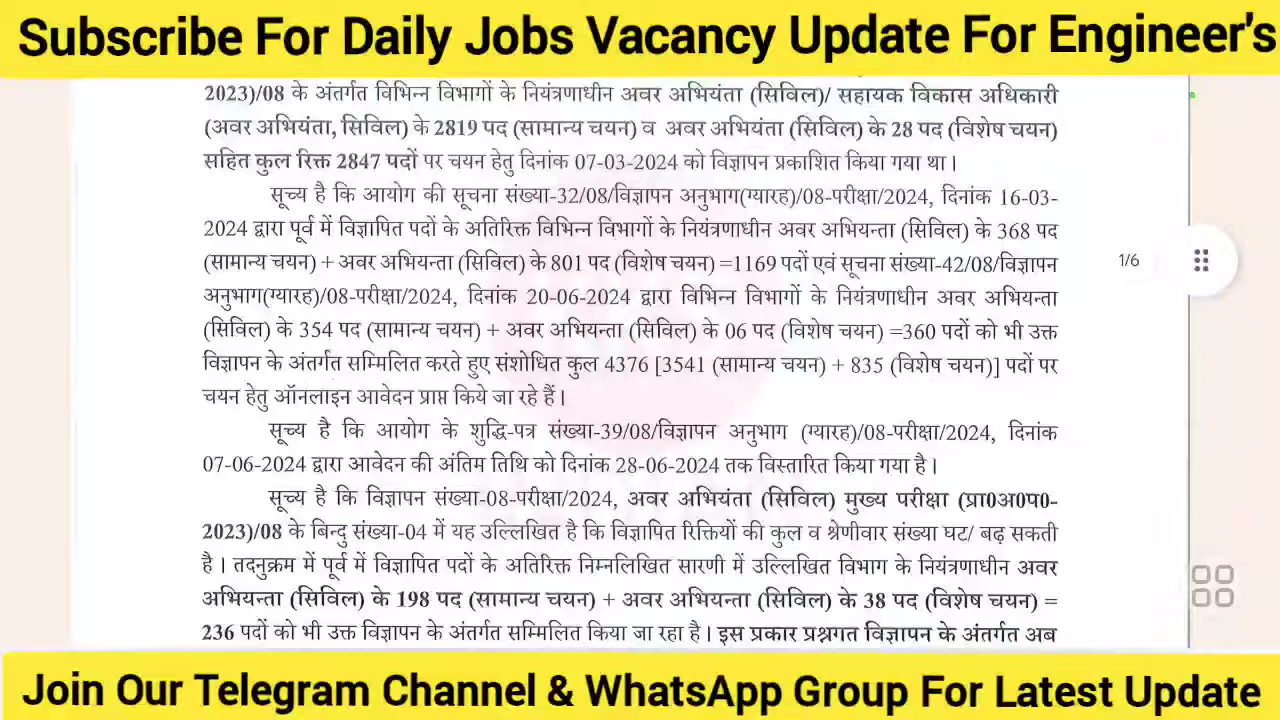 Subscribe For Daily Jobs Vacancy Update For Engineer's
2023)/08 के अंतर्गत विभिन्न विभागों के नियंत्रणाधीन अवर अभियंता (सिविल)/ सहायक विकास अधिकारी
(अवर अभियंता, सिविल) के 2819 पद (सामान्य चयन) व अवर अभियंता (सिविल) के 28 पद (विशेष चयन)
सहित कुल रिक्त 2847 पदों पर चयन हेतु दिनांक 07-03-2024 को विज्ञापन प्रकाशित किया गया था।
सूच्य है कि आयोग की सूचना संख्या-32/08/विज्ञापन अनुभाग(ग्यारह)/08-परीक्षा/2024, दिनांक 16-03-
2024 द्वारा पूर्व में विज्ञापित पदों के अतिरिक्त विभिन्न विभागों के नियंत्रणाधीन अवर अभियन्ता (सिविल) के 368 पद
(सामान्य चयन) + अवर अभियन्ता (सिविल) के 801 पद (विशेष चयन) =1169 पदों एवं सूचना संख्या-42/08/विज्ञापन
1/6
अनुभाग(ग्यारह)/08-परीक्षा/2024, दिनांक 20-06-2024 द्वारा विभिन्न विभागों के नियंत्रणाधीन अवर अभियन्ता
(सिविल) के 354 पद (सामान्य चयन) + अवर अभियन्ता (सिविल) के 06 पद (विशेष चयन) =360 पदों को भी उक्त
विज्ञापन के अंतर्गत सम्मिलित करते हुए संशोधित कुल 4376 [3541 (सामान्य चयन) + 835 (विशेष चयन)] पदों पर
चयन हेतु ऑनलाइन आवेदन प्राप्त किये जा रहे हैं।
सूच्य है कि आयोग के शुद्धि-पत्र संख्या-39/08/विज्ञापन अनुभाग (ग्यारह)/08-परीक्षा/2024, दिनांक
07-06-2024 द्वारा आवेदन की अंतिम तिथि को दिनांक 28-06-2024 तक विस्तारित किया गया है।
सूच्य है कि विज्ञापन संख्या-08-परीक्षा/2024, अवर अभियंता (सिविल) मुख्य परीक्षा (प्रा0अ0प0-
2023)/08 के बिन्दु संख्या-04 में यह उल्लिखित है कि विज्ञापित रिक्तियों की कुल व श्रेणीवार संख्या घट/ बढ़ सकती
है। तदनुक्रम में पूर्व में विज्ञापित पदों के अतिरिक्त निम्नलिखित सारणी में उल्लिखित विभाग के नियंत्रणाधीन अवर
अभियन्ता (सिविल) के 198 पद (सामान्य चयन) + अवर अभियन्ता (सिविल) के 38 पद (विशेष चयन) =
236 पदों को भी उक्त विज्ञापन के अंतर्गत सम्मिलित किया जा रहा है। इस प्रकार प्रश्नगत विज्ञापन के अंतर्गत अब
Join Our Telegram Channel & WhatsApp Group For Latest Update